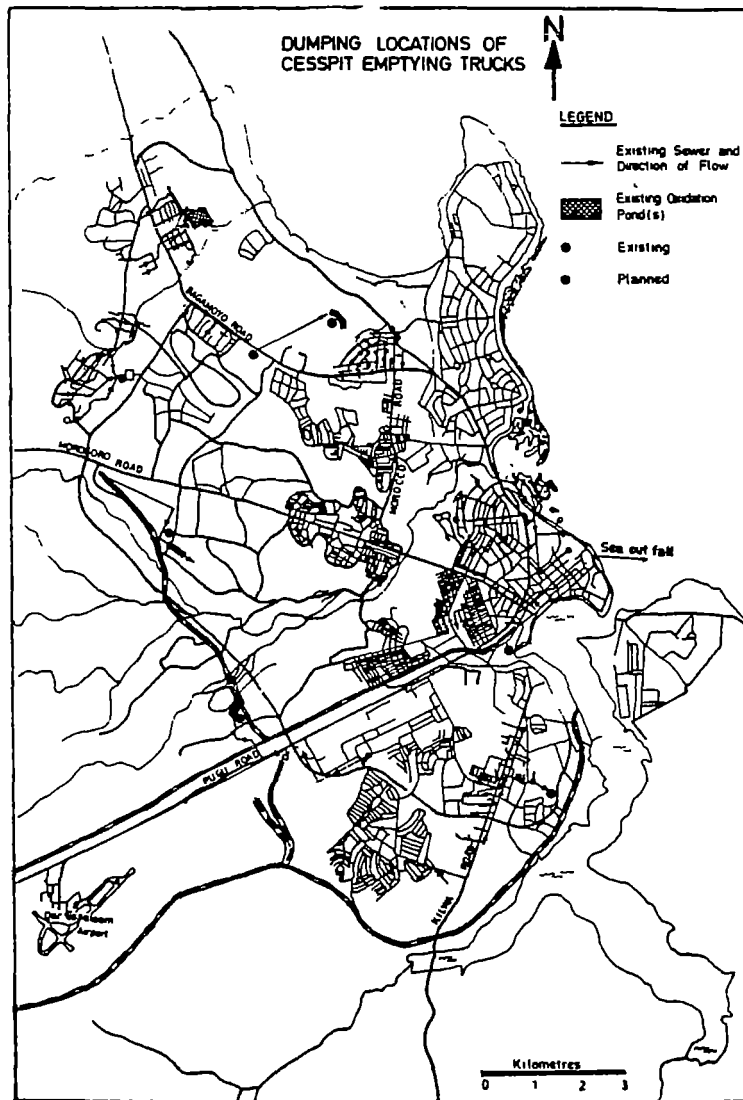 DUMPING LOCATIONS OF
CESSPIT EMPTYING TRUCKS
N
LEGEND
Existing Sewer and
Direction of Flow
Existing Oxidation
Pond(s)
Existing
Planned
BAGAMOYO ROAD
MOROGORO ROAD
MOROCCO ROAD
Sea out fall
PUGU ROAD
KILWA ROAD
Dar Es Salaam
Airport
Kilometres
0 1 2 3